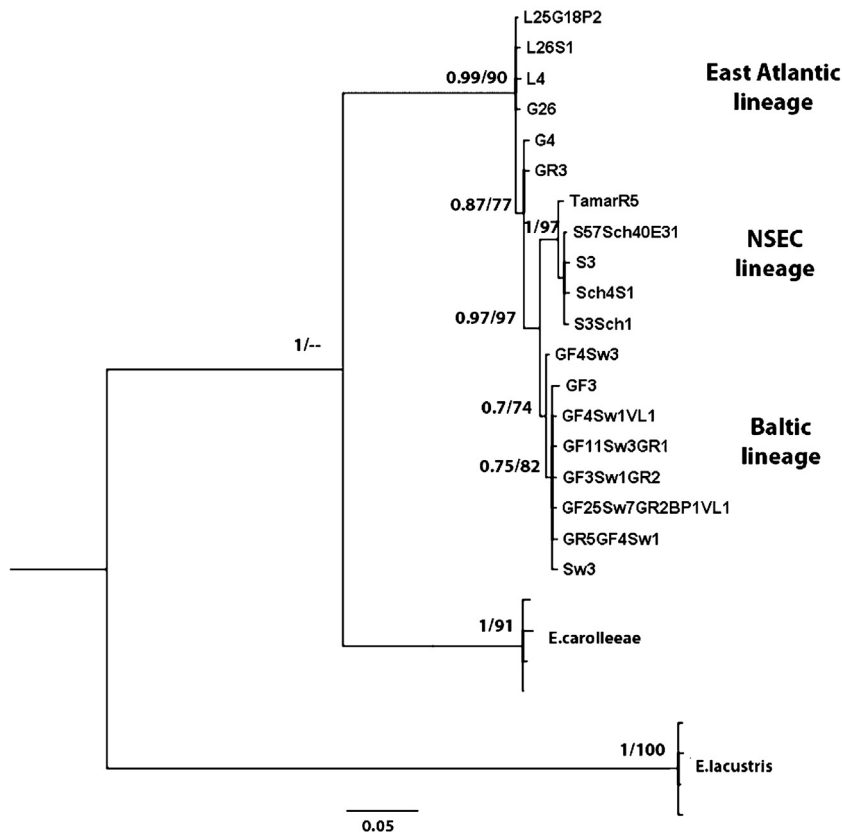 L25G18P2
L26S1
0.99/90
L4
East Atlantic
lineage
G26
G4
GR3
0.87/77
TamarR5
1/97
S57Sch40E31
NSEC
lineage
S3
Sch4S1
0.97/97
S3Sch1
1/--
GF4Sw3
GF3
0.7/74
GF4Sw1VL1
Baltic
lineage
GF11Sw3GR1
0.75/82
GF3Sw1GR2
GF25Sw7GR2BP1VL1
GR5GF4Sw1
Sw3
1/91
E.carolleeae
1/100
E.lacustris
0.05